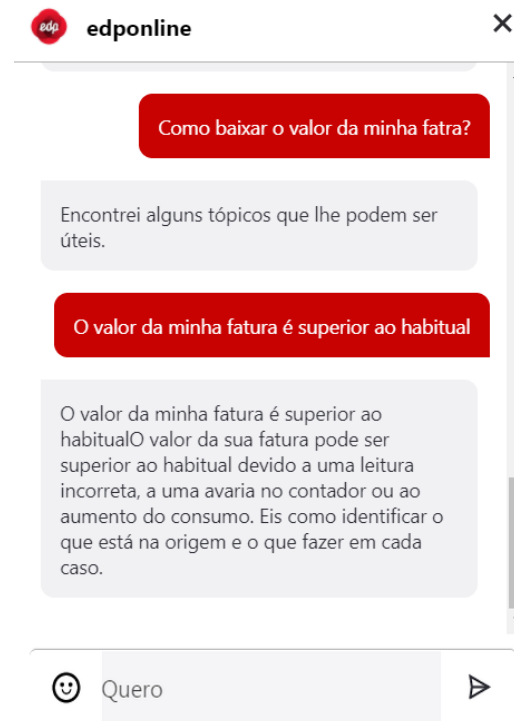 edp
edponline
Como baixar o valor da minha fatra?
Encontrei alguns tópicos que lhe podem ser
úteis.
O valor da minha fatura é superior ao habitual
O valor da minha fatura é superior ao
habitualO valor da sua fatura pode ser
superior ao habitual devido a uma leitura
incorreta, a uma avaria no contador ou ao
aumento do consumo. Eis como identificar o
que está na origem e o que fazer em cada
caso.
Quero